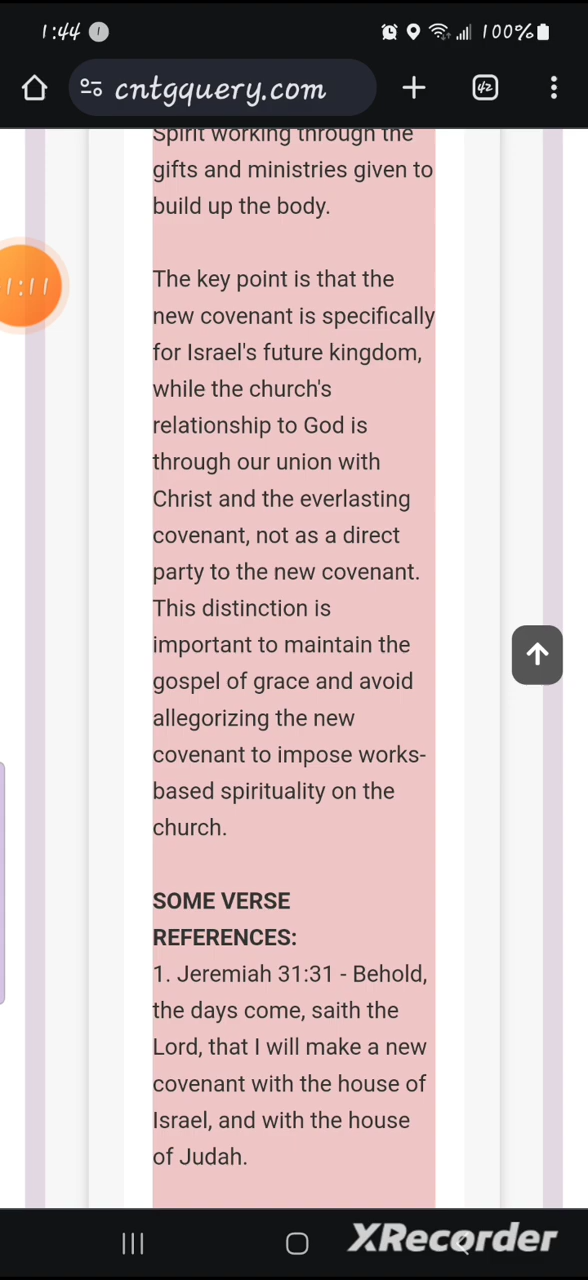 1:44
100%
cntgquery.com
42
Spirit working through the
gifts and ministries given to
build up the body.
1:11
The key point is that the
new covenant is specifically
for Israel's future kingdom,
while the church's
relationship to God is
through our union with
Christ and the everlasting
covenant, not as a direct
party to the new covenant.
This distinction is
important to maintain the
gospel of grace and avoid
allegorizing the new
covenant to impose works-
based spirituality on the
church.
SOME VERSE
REFERENCES:
1. Jeremiah 31:31 - Behold,
the days come, saith the
Lord, that I will make a new
covenant with the house of
Israel, and with the house
of Judah.
XRecorder